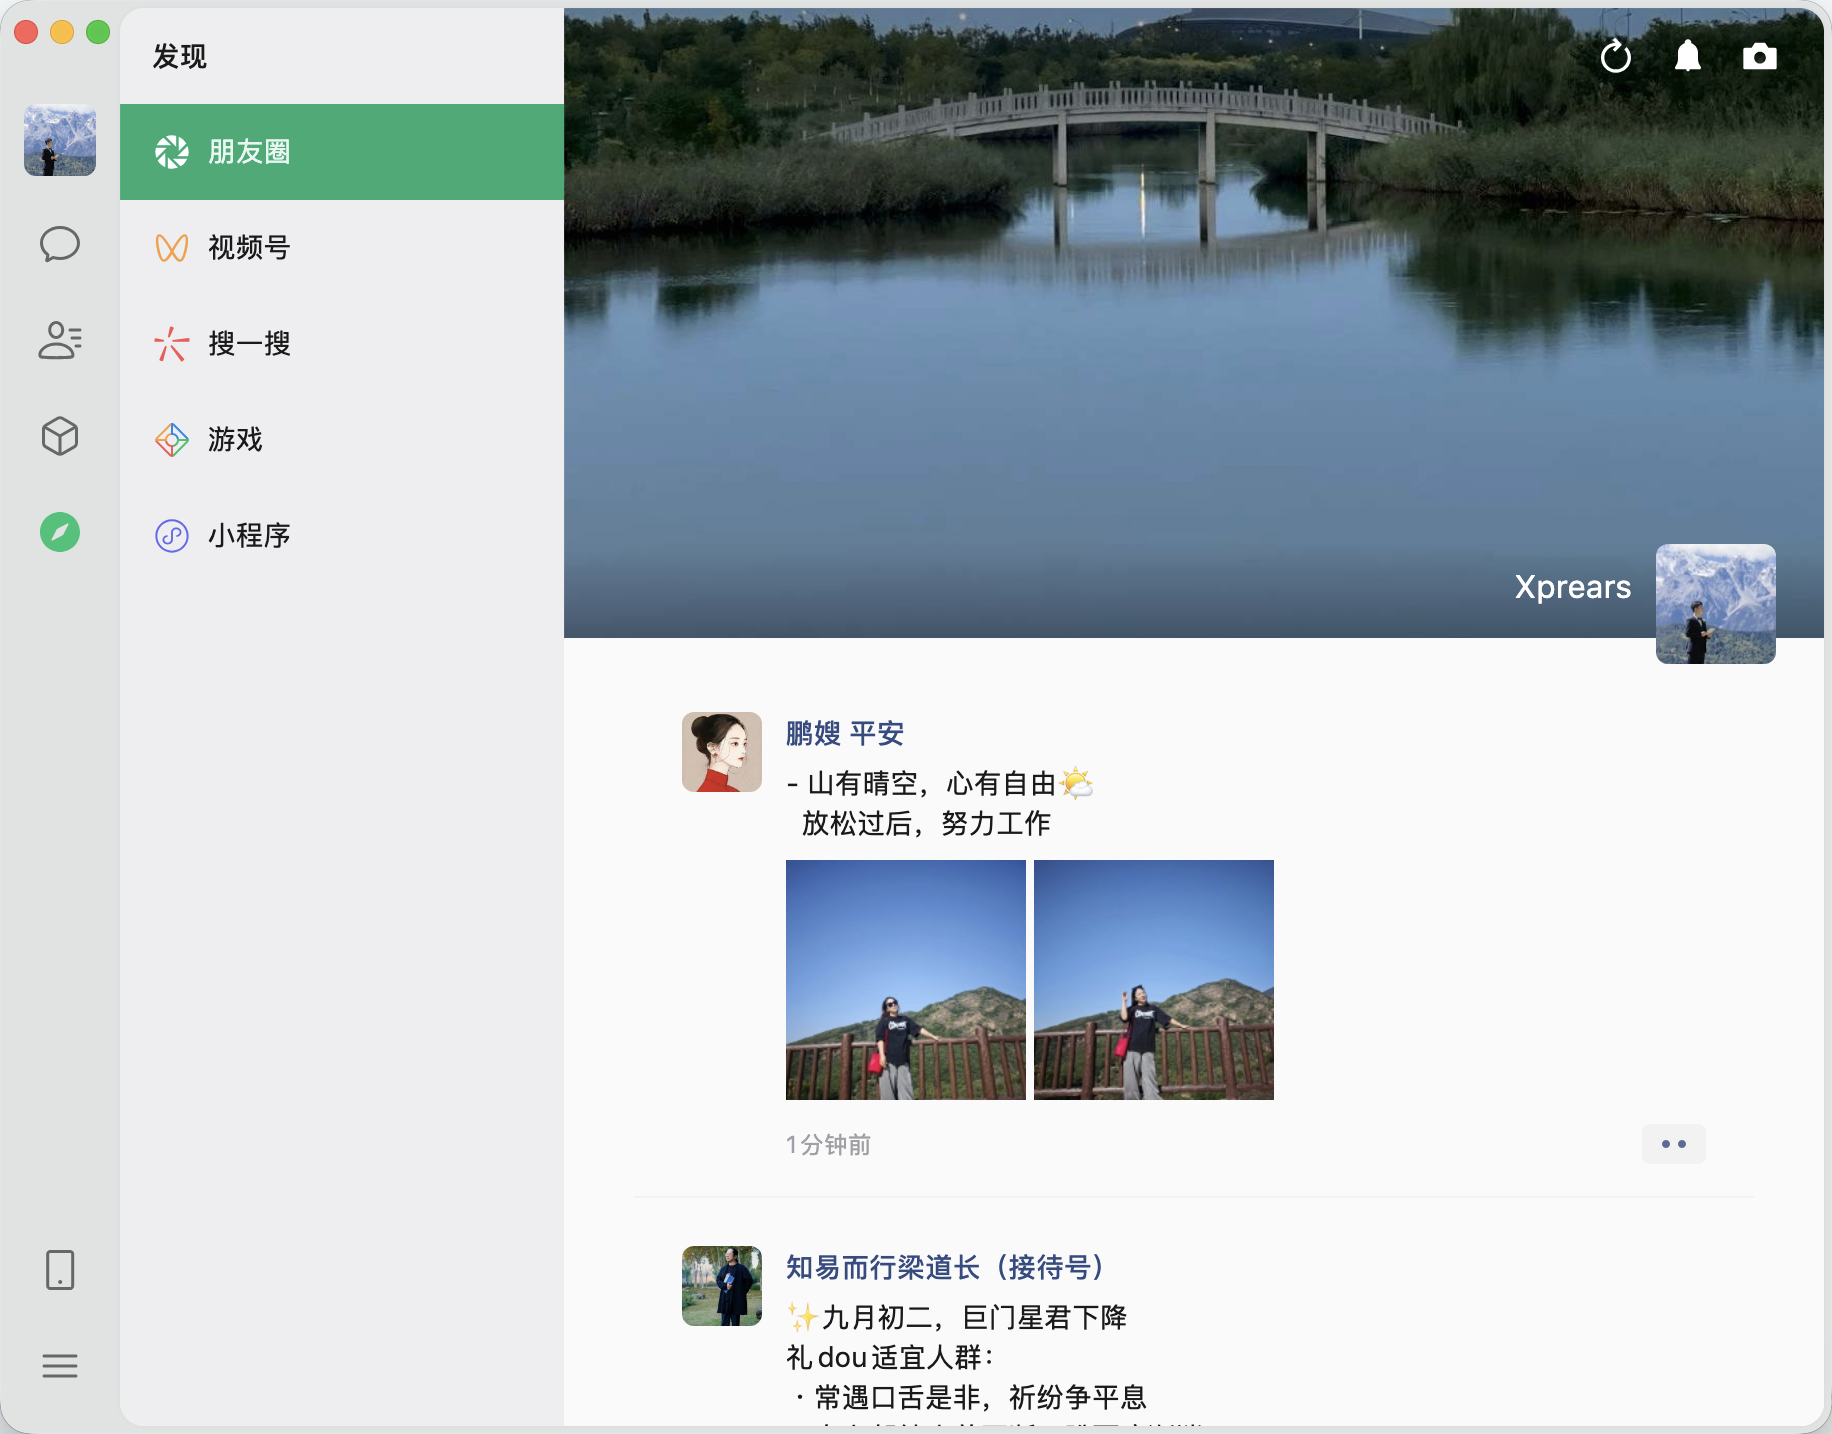 发现
朋友圈
视频号
搜一搜
游戏
小程序
Xprears
鹏嫂 平安
- 山有晴空，心有自由🌤️
放松过后，努力工作
1分钟前
知易而行梁道长（接待号）
✨九月初二，巨门星君下降
礼dou适宜人群：
·常遇口舌是非，祈纷争平息